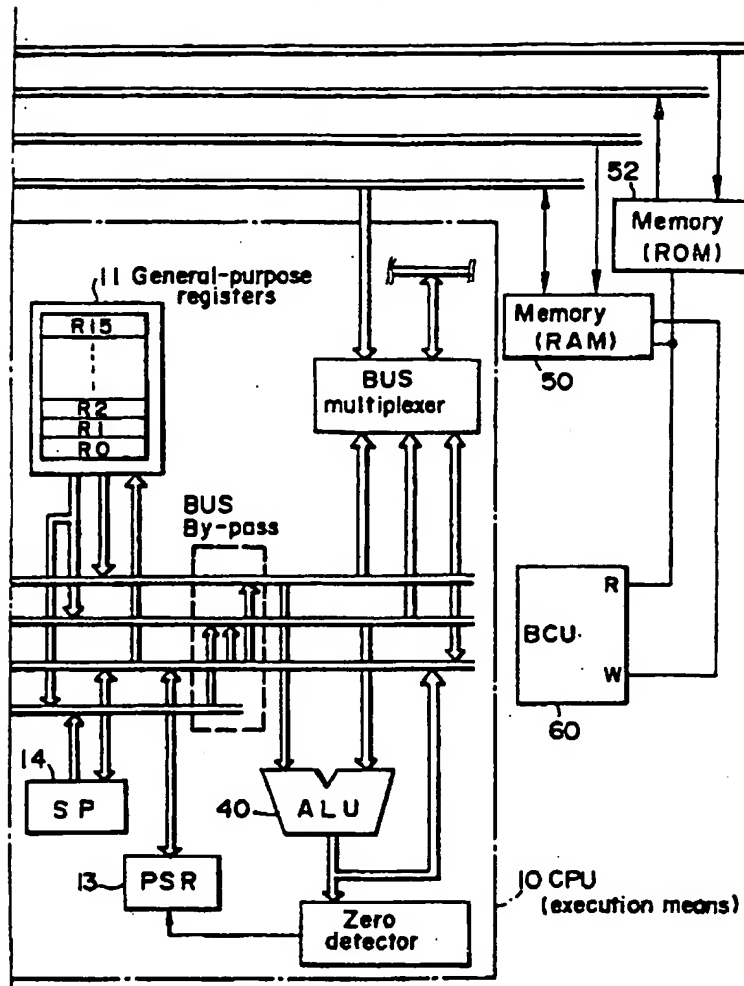 52
Memory
(ROM)
11 General-purpose
registers
R15
R2
R1
R0
Memory
(RAM)
50
BUS
multiplexer
BUS
By-pass
R
BCU
W
60
14
SP
40
ALU
13
PSR
Zero
detector
10 CPU
(execution means)